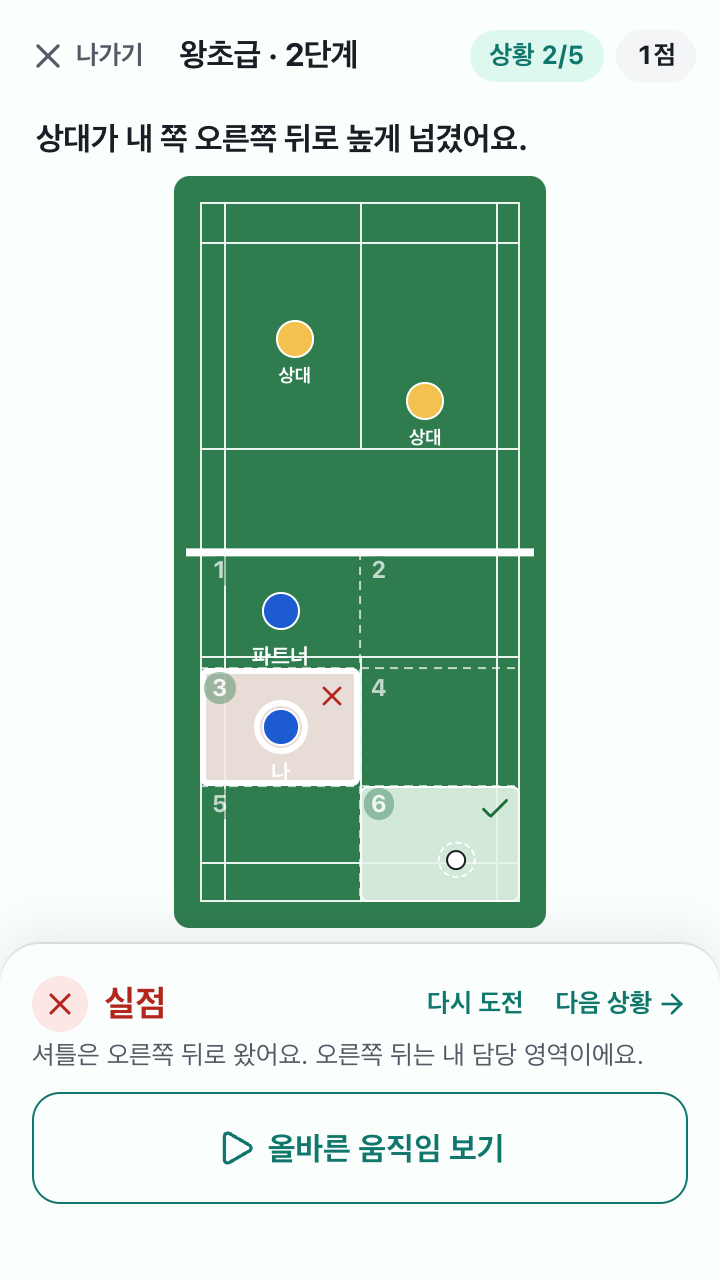 나가기
왕초급 · 2단계
상황 2/5
1점
상대가 내 쪽 오른쪽 뒤로 높게 넘겼어요.
상대
상대
1
2
파트너
3
4
나
5
6
실점
다시 도전
다음 상황
셔틀은 오른쪽 뒤로 왔어요. 오른쪽 뒤는 내 담당 영역이에요.
올바른 움직임 보기